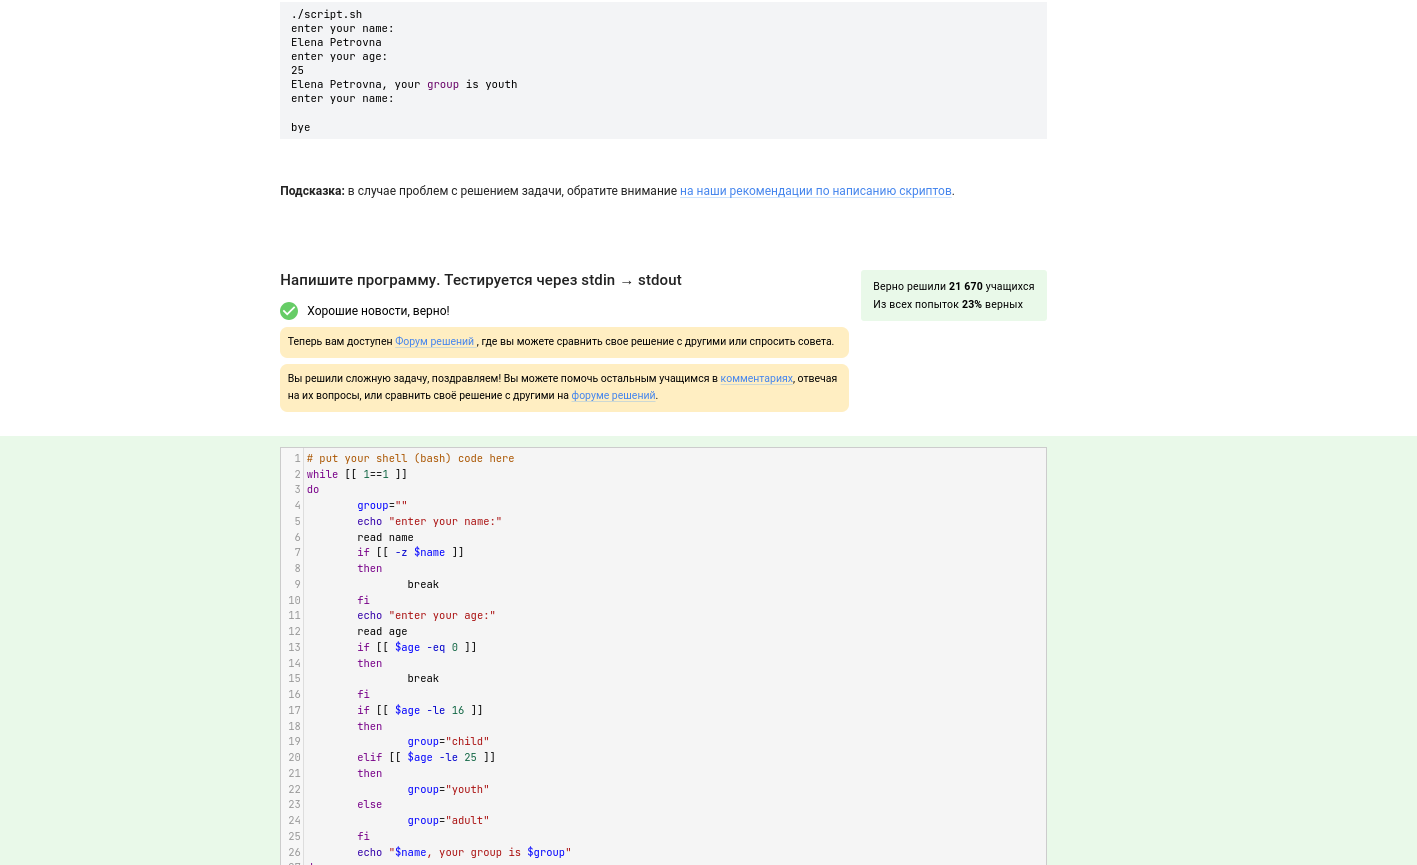 ./script.sh
enter your name:
Elena Petrovna
enter your age:
25
Elena Petrovna, your group is youth
enter your name:
bye
Подсказка: в случае проблем с решением задачи, обратите внимание на наши рекомендации по написанию скриптов.
Напишите программу. Тестируется через stdin → stdout
Верно решили 21 670 учащихся
Из всех попыток 23% верных
Хорошие новости, верно!
Теперь вам доступен Форум решений , где вы можете сравнить свое решение с другими или спросить совета.
Вы решили сложную задачу, поздравляем! Вы можете помочь остальным учащимся в комментариях, отвечая
на их вопросы, или сравнить своё решение с другими на форуме решений.
1 # put your shell (bash) code here
2 while [[ 1==1 ]]
3 do
4 group=""
5 echo "enter your name:"
6 read name
7 if [[ -z $name ]]
8 then
9 break
10 fi
11 echo "enter your age:"
12 read age
13 if [[ $age -eq 0 ]]
14 then
15 break
16 fi
17 if [[ $age -le 16 ]]
18 then
19 group="child"
20 elif [[ $age -le 25 ]]
21 then
22 group="youth"
23 else
24 group="adult"
25 fi
26 echo "$name, your group is $group"